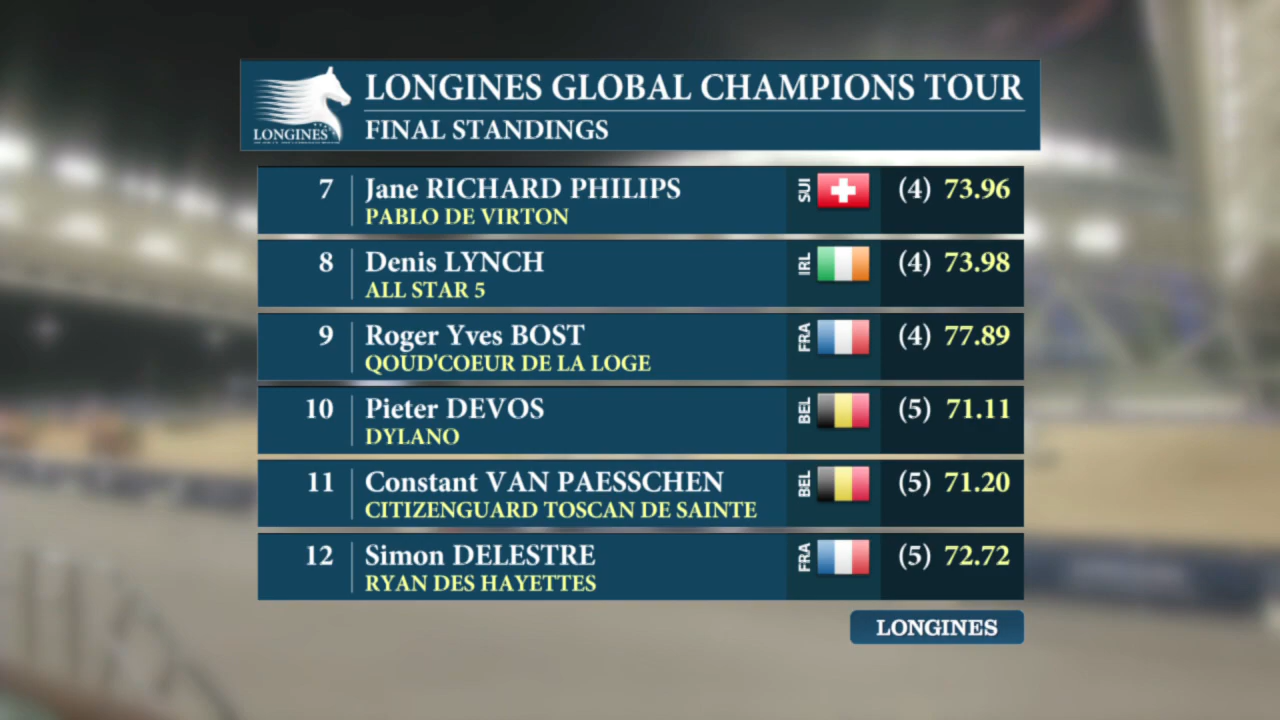 LONGINES GLOBAL CHAMPIONS TOUR
LONGINES
FINAL STANDINGS
7 Jane RICHARD PHILIPS SUI (4) 73.96
PABLO DE VIRTON
8 Denis LYNCH IRL (4) 73.98
ALL STAR 5
9 Roger Yves BOST FRA (4) 77.89
QOUD'COEUR DE LA LOGE
10 Pieter DEVOS BEL (5) 71.11
DYLANO
11 Constant VAN PAESSCHEN BEL (5) 71.20
CITIZENGUARD TOSCAN DE SAINTE
12 Simon DELESTRE FRA (5) 72.72
RYAN DES HAYETTES
LONGINES